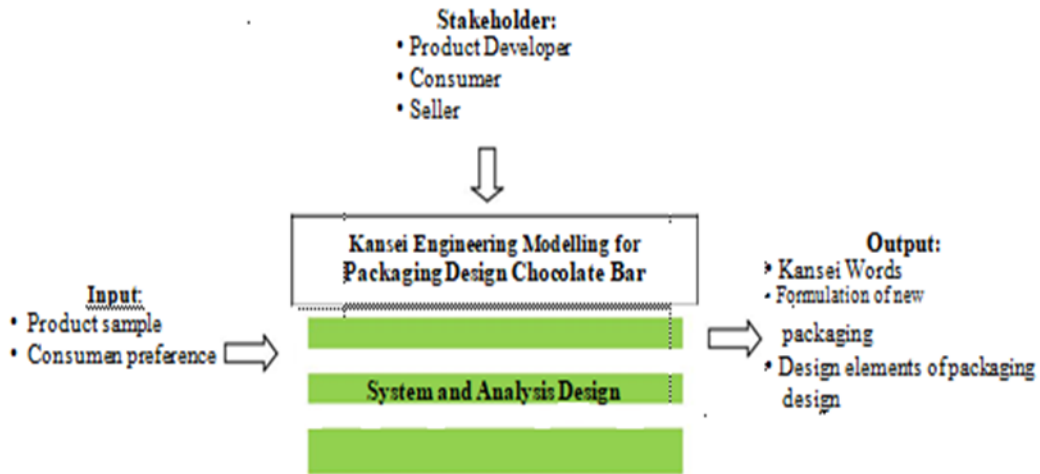 Stakeholder:
• Product Developer
• Consumer
• Seller
Kansei Engineering Modelling for
Packaging Design Chocolate Bar
Input:
• Product sample
• Consumen preference
System and Analysis Design
Output:
• Kansei Words
• Formulation of new
packaging
• Design elements of packaging
design